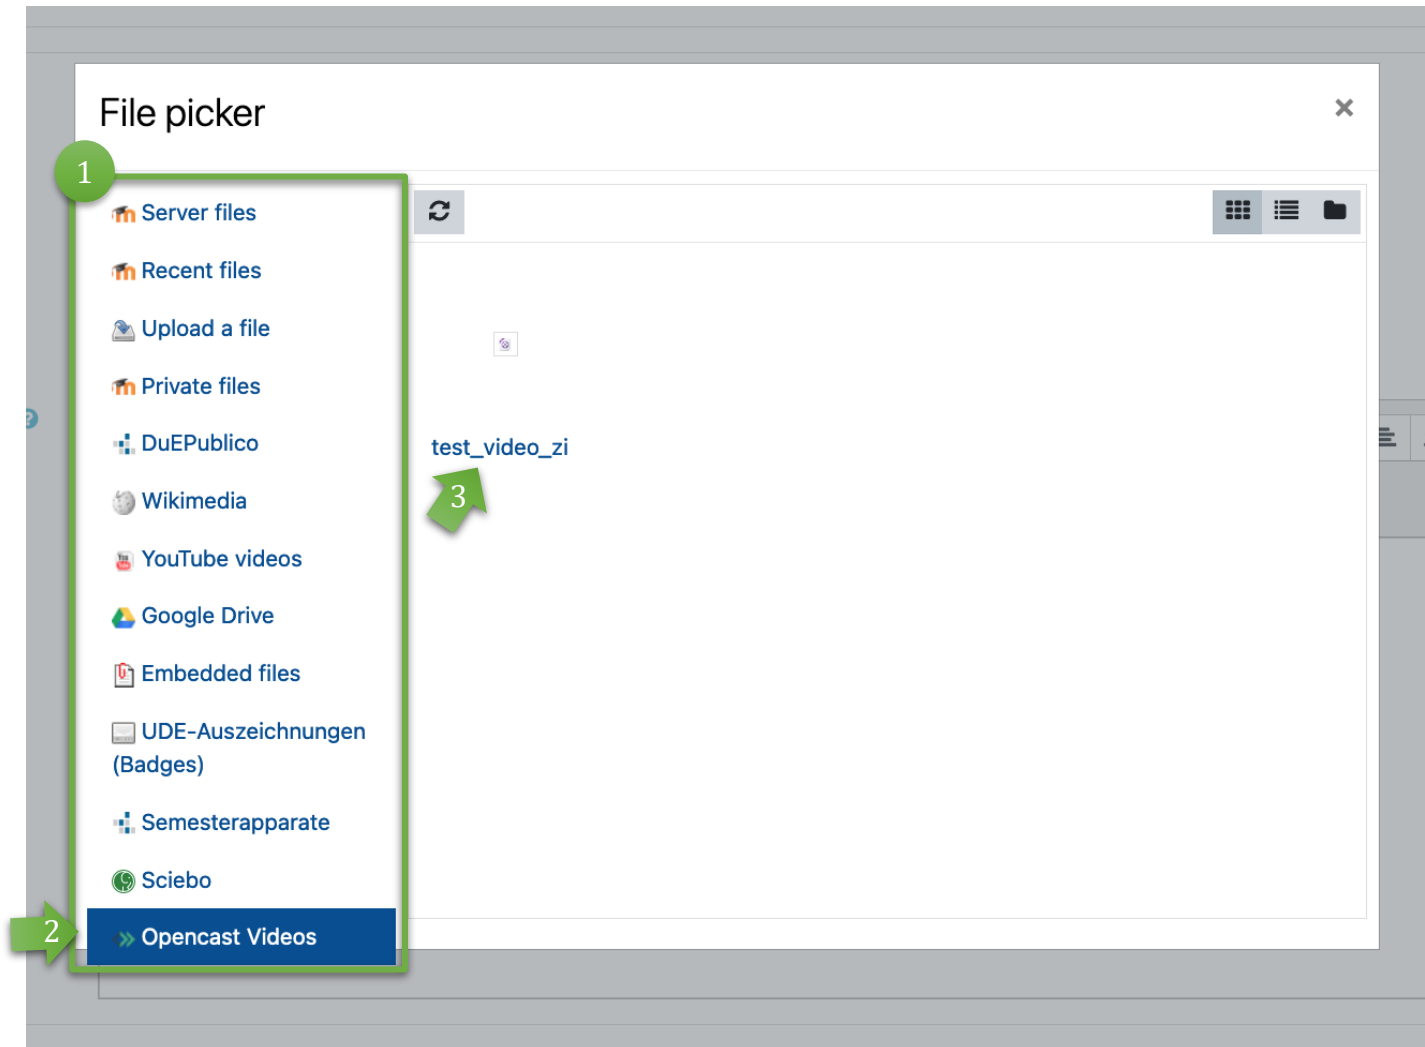 File picker
1
Server files
Recent files
Upload a file
Private files
DuEPublico
Wikimedia
YouTube videos
Google Drive
Embedded files
UDE-Auszeichnungen
(Badges)
Semesterapparate
Sciebo
2
Opencast Videos
test_video_zi
3